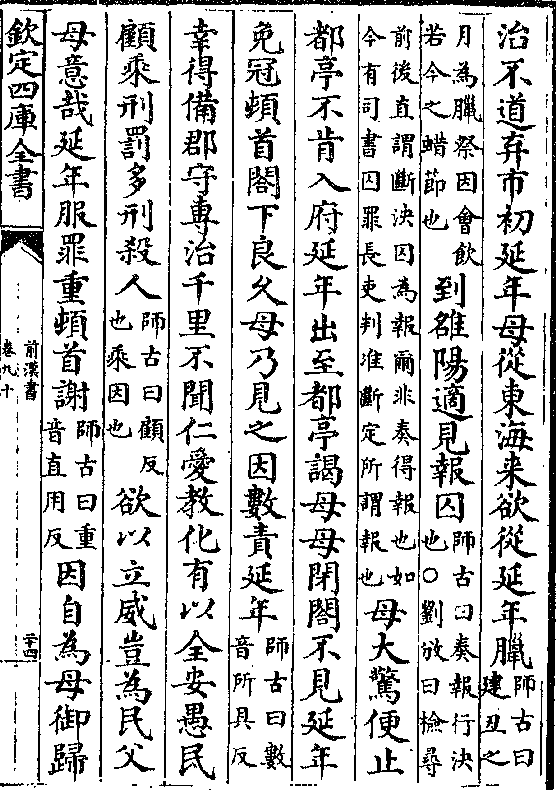 治不道弃市初延年母從東海来欲從延年臘師古曰建丑之
月為臘祭因會飲若今之蜡節也到雒陽適見報囚師古曰奏報行決也○劉攽曰檢尋
前後直謂斷決囚為報爾非奏得報也如今有司書囚罪長吏判准斷定所謂報也母大驚便止
都亭不肯入府延年出至都亭謁母母閉閤不見延年
免冠頓首閤下良乆母乃見之因數責延年師古曰數音所具反
幸得備郡守專治千里不聞仁愛教化有以全安愚民
顧乘刑罰多刑殺人師古曰顧反也乘因也欲以立威豈為民父
母意哉延年服罪重頓首謝師古曰重音直用反因自為母御歸
欽定四庫全書
前漢書
卷九十
二十四